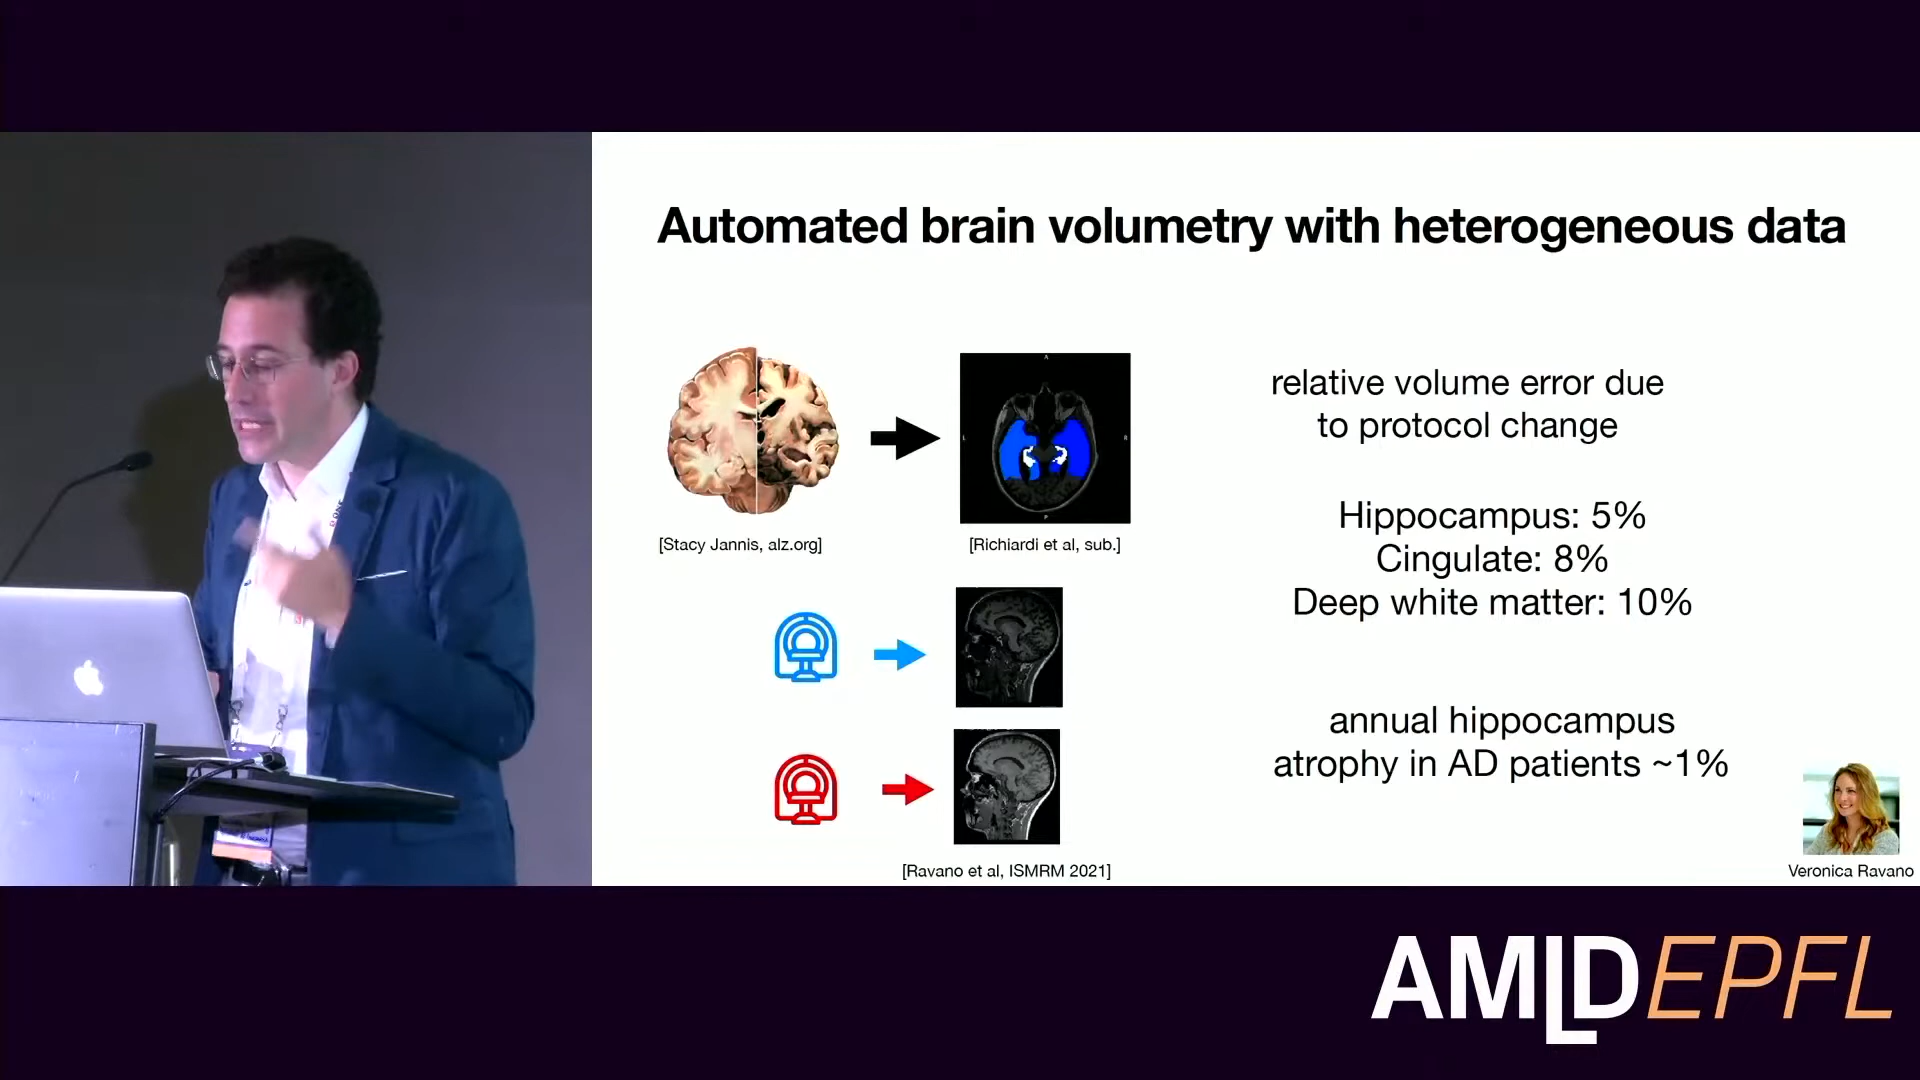 Automated brain volumetry with heterogeneous data
[Stacy Jannis, alz.org]
[Richiardi et al, sub.]
relative volume error due
to protocol change
Hippocampus: 5%
Cingulate: 8%
Deep white matter: 10%
annual hippocampus
atrophy in AD patients ~1%
[Ravano et al, ISMRM 2021]
Veronica Ravano
AMLDEPFL